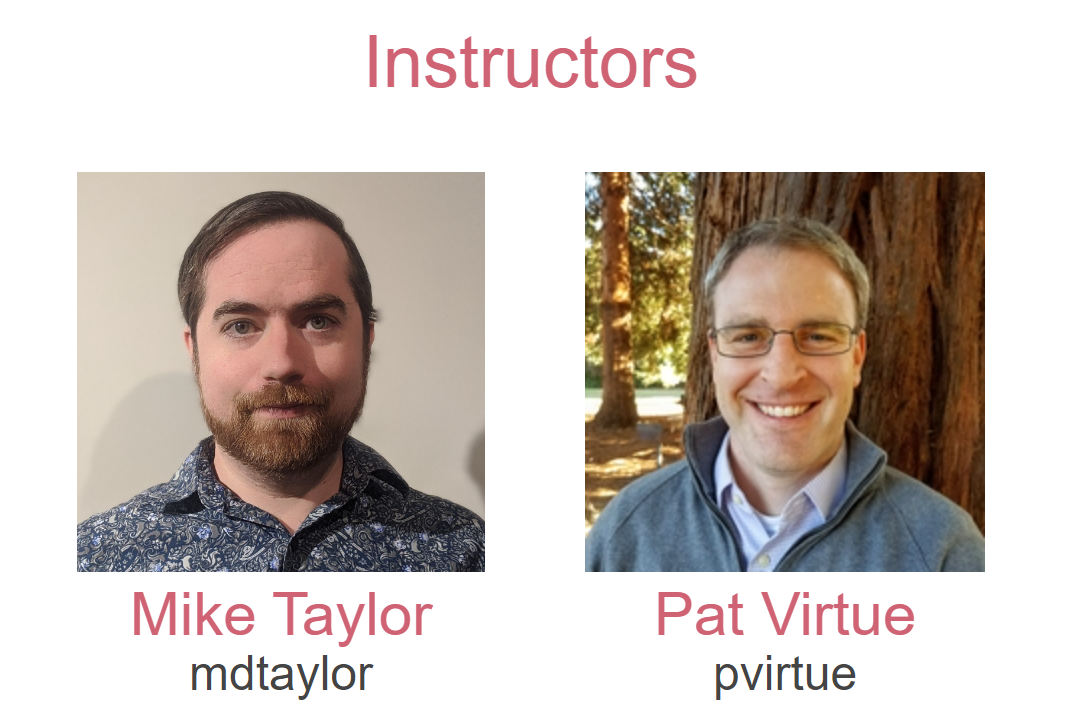 Instructors
Mike Taylor
Pat Virtue
mdtaylor
pvirtue